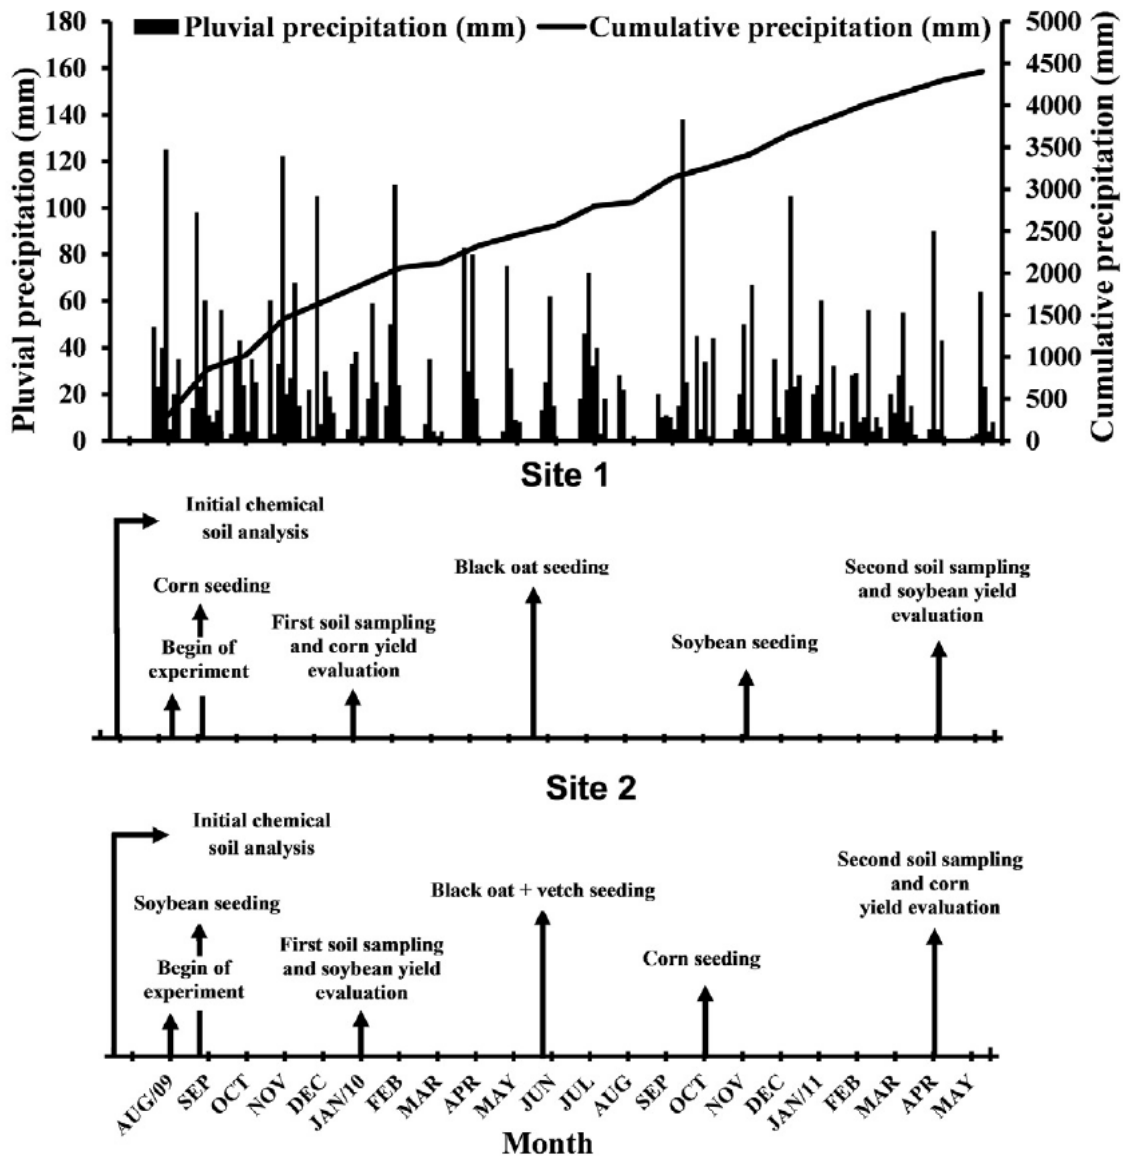 Pluvial precipitation (mm) Cumulative precipitation (mm)
Pluvial precipitation (mm)
180
160
140
120
100
80
60
40
20
0
5000
4500
4000
3500
3000
2500
2000
1500
1000
500
0
Cumulative precipitation (mm)
Site 1
Initial chemical
soil analysis
Corn seeding
Begin of
experiment
First soil sampling
and corn yield
evaluation
Black oat seeding
Soybean seeding
Second soil sampling
and soybean yield
evaluation
Site 2
Initial chemical
soil analysis
Soybean seeding
Begin of
experiment
First soil sampling
and soybean yield
evaluation
Black oat + vetch seeding
Corn seeding
Second soil sampling
and corn
yield evaluation
AUG/09 SEP OCT NOV DEC JAN/10 FEB MAR APR MAY JUN JUL AUG SEP OCT NOV DEC JAN/11 FEB MAR APR MAY
Month